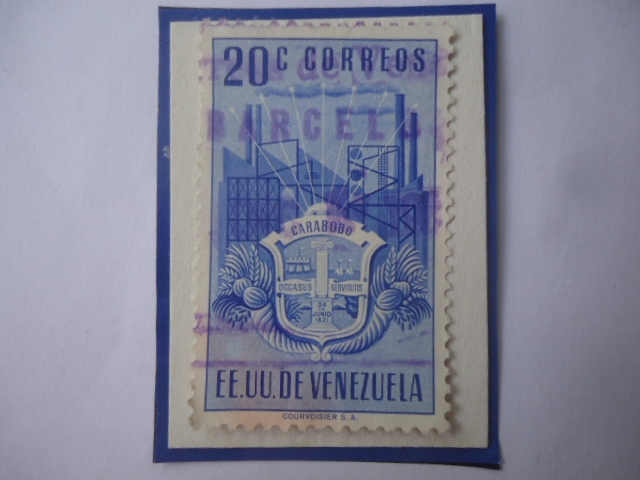 20C CORREOS
BARCEL
CARABOBO
OCCASUS SERVITUTIS
24
JUNIO
1821
EE.UU. DE VENEZUELA
COURVOISIER S. A.